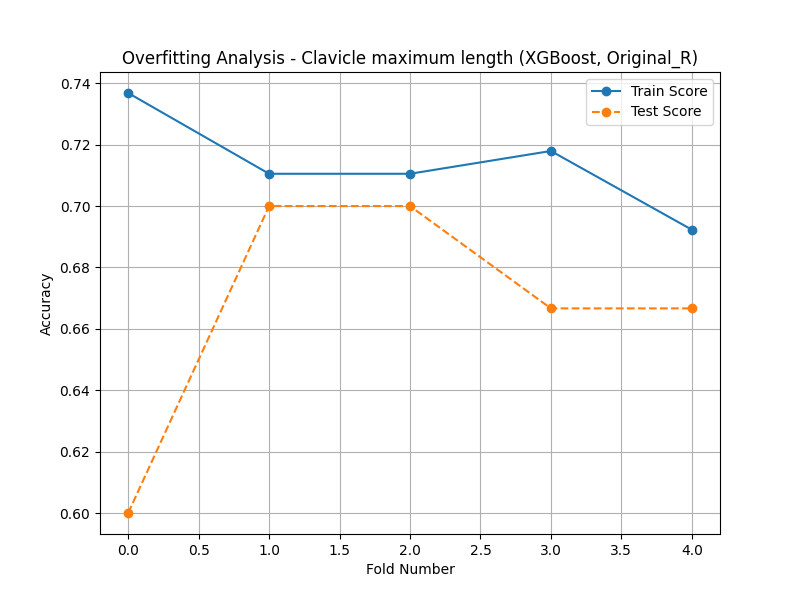 Overfitting Analysis - Clavicle maximum length (XGBoost, Original_R)
Train Score
Test Score
Accuracy
0.74
0.72
0.70
0.68
0.66
0.64
0.62
0.60
0.0 0.5 1.0 1.5 2.0 2.5 3.0 3.5 4.0
Fold Number